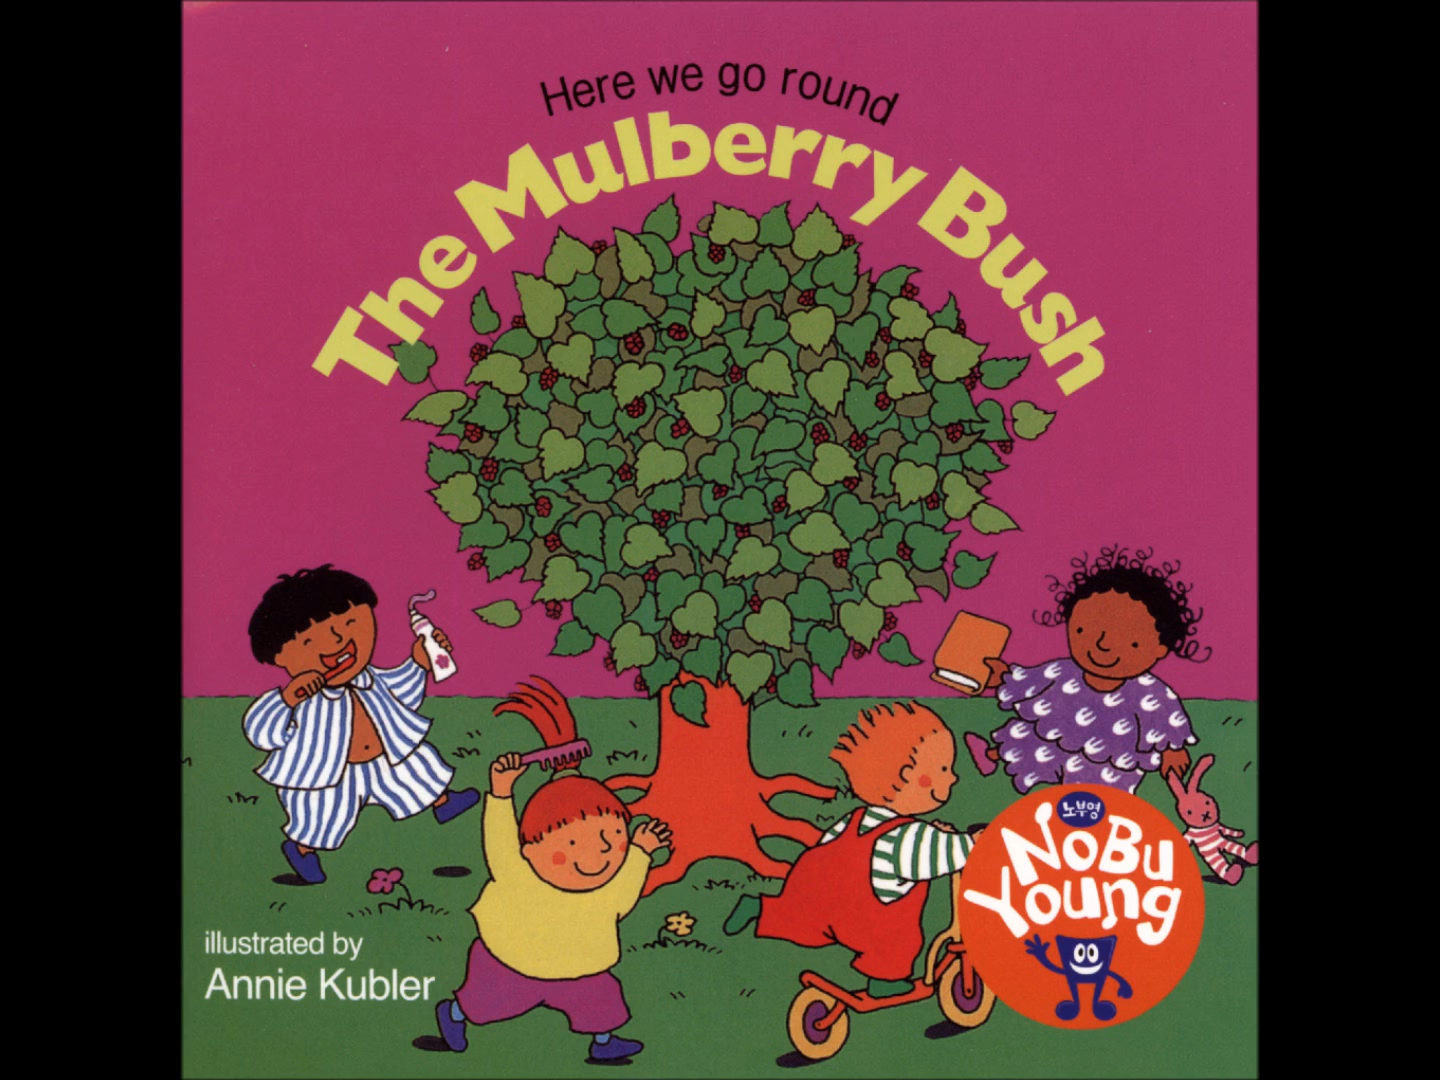 Here we go round
The Mulberry Bush
노부영
NoBu
Young
illustrated by
Annie Kubler